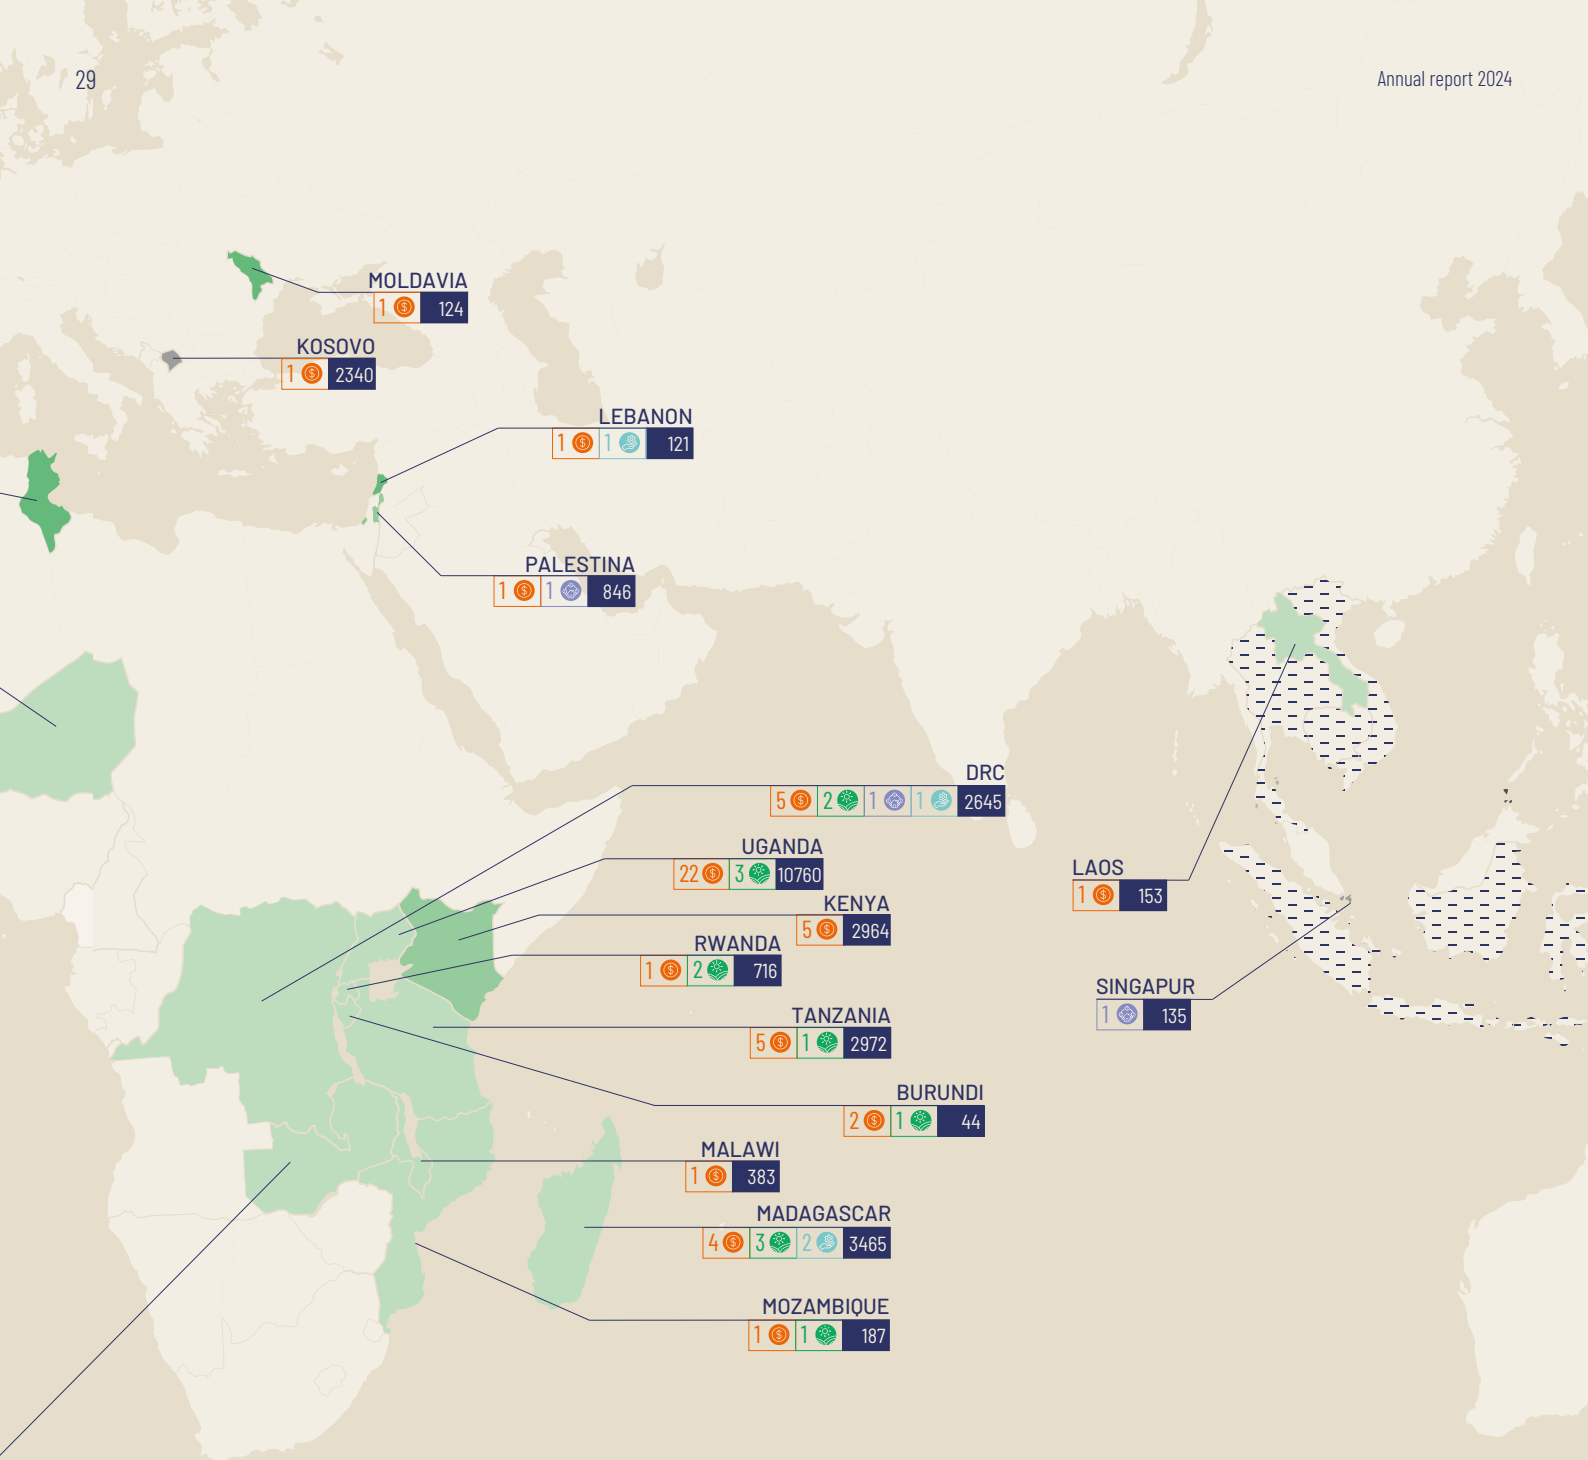 29
Annual report 2024
MOLDAVIA
1 124
KOSOVO
1 2340
LEBANON
1 1 121
PALESTINA
1 1 846
DRC
5 2 1 1 2645
UGANDA
22 3 10760
KENYA
5 2964
RWANDA
1 2 716
TANZANIA
5 1 2972
BURUNDI
2 1 44
MALAWI
1 383
MADAGASCAR
4 3 2 3465
MOZAMBIQUE
1 1 187
LAOS
1 153
SINGAPUR
1 135